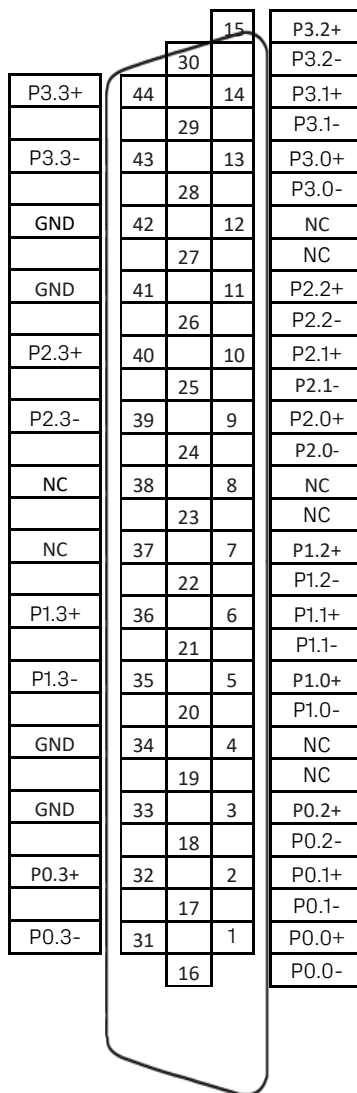 15 P3.2+
30 P3.2-
P3.3+ 44 14 P3.1+
29 P3.1-
P3.3- 43 13 P3.0+
28 P3.0-
GND 42 12 NC
27 NC
GND 41 11 P2.2+
26 P2.2-
P2.3+ 40 10 P2.1+
25 P2.1-
P2.3- 39 9 P2.0+
24 P2.0-
NC 38 8 NC
23 NC
NC 37 7 P1.2+
22 P1.2-
P1.3+ 36 6 P1.1+
21 P1.1-
P1.3- 35 5 P1.0+
20 P1.0-
GND 34 4 NC
19 NC
GND 33 3 P0.2+
18 P0.2-
P0.3+ 32 2 P0.1+
17 P0.1-
P0.3- 31 1 P0.0+
16 P0.0-